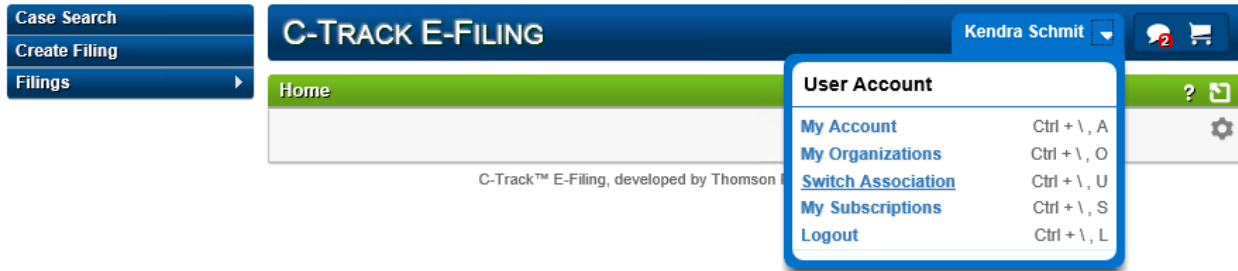 Case Search
Create Filing
Filings
C-TRACK E-FILING
Kendra Schmit
2
Home
?
User Account
My Account Ctrl + \ , A
My Organizations Ctrl + \ , O
Switch Association Ctrl + \ , U
My Subscriptions Ctrl + \ , S
Logout Ctrl + \ , L
C-Track™ E-Filing, developed by Thomson